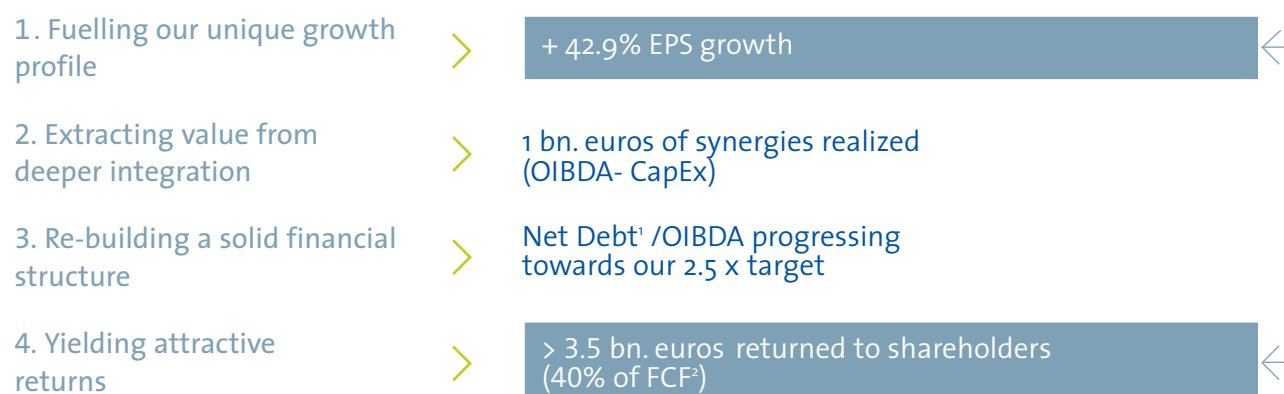 1. Fuelling our unique growth
profile
+ 42.9% EPS growth
2. Extracting value from
deeper integration
1 bn. euros of synergies realized
(OIBDA- CapEx)
3. Re-building a solid financial
structure
Net Debt¹ /OIBDA progressing
towards our 2.5 x target
4. Yielding attractive
returns
> 3.5 bn. euros returned to shareholders
(40% of FCF²)